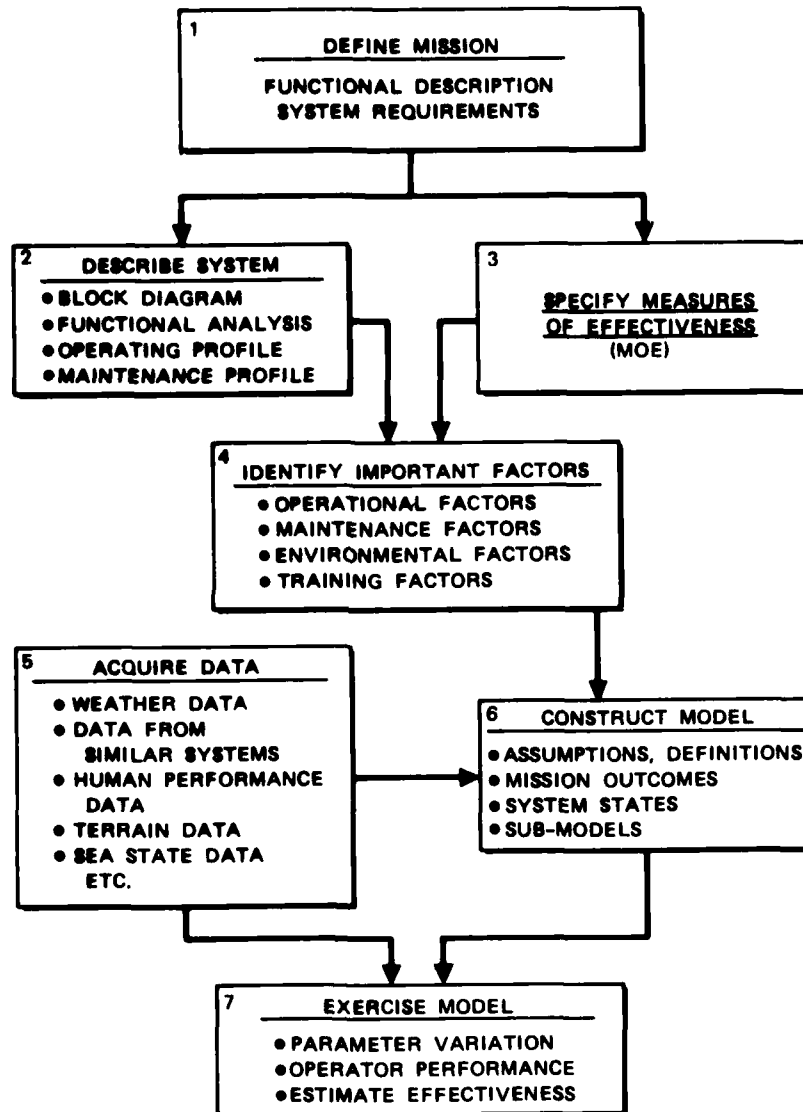 1
DEFINE MISSION
FUNCTIONAL DESCRIPTION
SYSTEM REQUIREMENTS
2
DESCRIBE SYSTEM
● BLOCK DIAGRAM
● FUNCTIONAL ANALYSIS
● OPERATING PROFILE
● MAINTENANCE PROFILE
3
SPECIFY MEASURES
OF EFFECTIVENESS
(MOE)
4
IDENTIFY IMPORTANT FACTORS
● OPERATIONAL FACTORS
● MAINTENANCE FACTORS
● ENVIRONMENTAL FACTORS
● TRAINING FACTORS
5
ACQUIRE DATA
● WEATHER DATA
● DATA FROM
SIMILAR SYSTEMS
● HUMAN PERFORMANCE
DATA
● TERRAIN DATA
● SEA STATE DATA
ETC.
6
CONSTRUCT MODEL
● ASSUMPTIONS, DEFINITIONS
● MISSION OUTCOMES
● SYSTEM STATES
● SUB-MODELS
7
EXERCISE MODEL
● PARAMETER VARIATION
● OPERATOR PERFORMANCE
● ESTIMATE EFFECTIVENESS